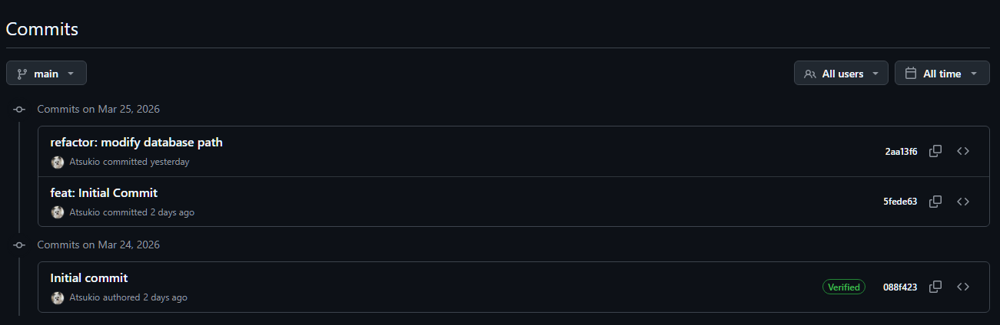 Commits
main
All users
All time
Commits on Mar 25, 2026
refactor: modify database path
2aa13f6
Atsukio committed yesterday
feat: Initial Commit
5fede63
Atsukio committed 2 days ago
Commits on Mar 24, 2026
Initial commit
Verified
088f423
Atsukio authored 2 days ago